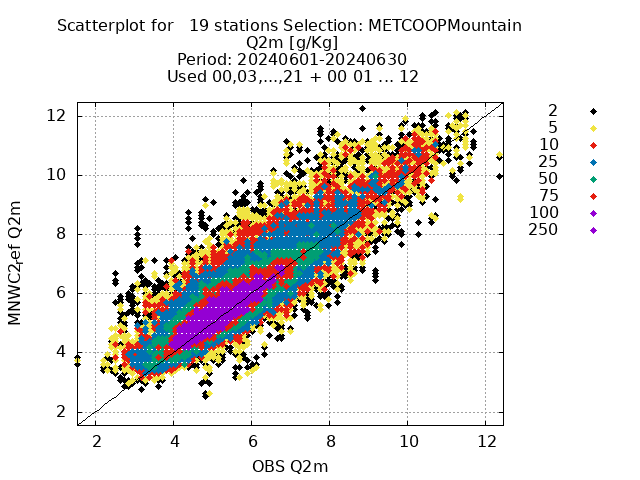 Scatterplot for   19 stations Selection: METCOOPMountain
Q2m [g/Kg]
Period: 20240601-20240630
Used 00,03,...,21 + 00 01 ... 12
12
10
8
6
4
2
2 4 6 8 10 12
MNWC2,ef Q2m
OBS Q2m
2
5
10
25
50
75
100
250